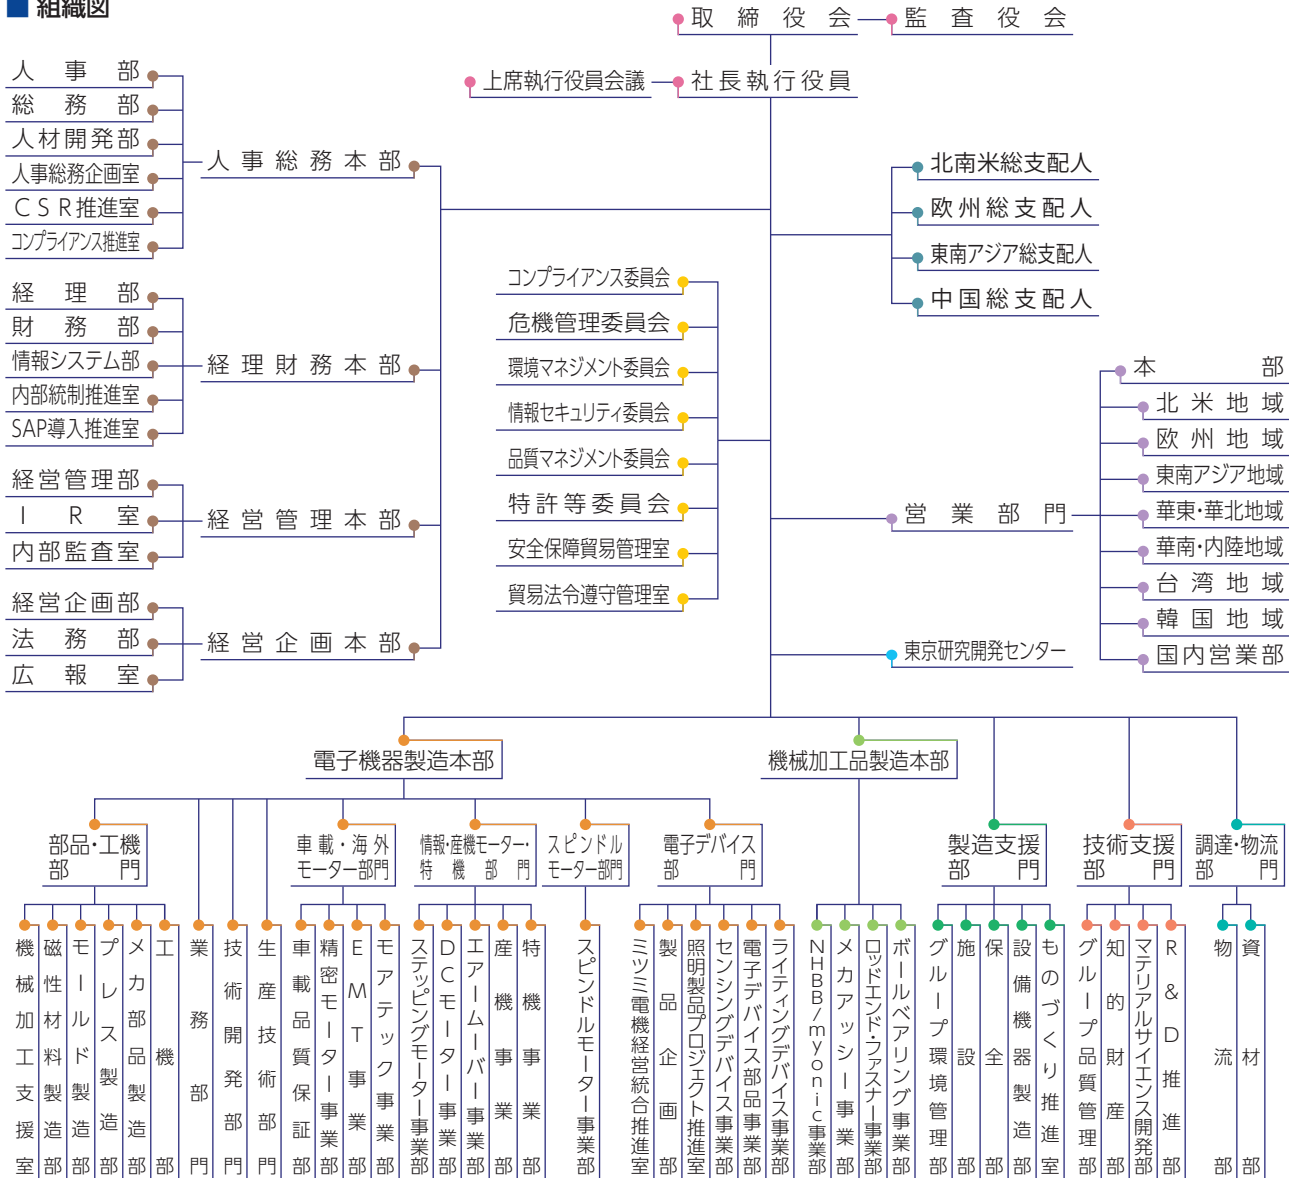 組織図
取締役会
監査役会
上席執行役員会議
社長執行役員
人事部
総務部
人材開発部
人事総務企画室
CSR推進室
コンプライアンス推進室
人事総務本部
経理部
財務部
情報システム部
内部統制推進室
SAP導入推進室
経理財務本部
経営管理部
IR室
内部監査室
経営管理本部
経営企画部
法務部
広報室
経営企画本部
コンプライアンス委員会
危機管理委員会
環境マネジメント委員会
情報セキュリティ委員会
品質マネジメント委員会
特許等委員会
安全保障貿易管理室
貿易法令遵守管理室
北南米総支配人
欧州総支配人
東南アジア総支配人
中国総支配人
営業部門
本部
北米地域
欧州地域
東南アジア地域
華東・華北地域
華南・内陸地域
台湾地域
韓国地域
国内営業部
東京研究開発センター
電子機器製造本部
機械加工品製造本部
部品・工機
部門
車載・海外
モーター部門
情報・産機モーター・
特機部門
スピンドル
モーター部門
電子デバイス
部門
製造支援
部門
技術支援
部門
調達・物流
部門
機械加工支援室
磁性材料製造部
モールド製造部
プレス製造部
メカ部品製造部
工機部
業務部門
技術開発部門
生産技術部門
車載品質保証部
精密モーター事業部
EMT事業部
モアテック事業部
ステッピングモーター事業部
DCモーター事業部
エアームーバー事業部
産機事業部
特機事業部
スピンドルモーター事業部
ミツミ電機経営統合推進室
製品企画部
照明製品プロジェクト推進室
センシングデバイス事業部
電子デバイス部品事業部
ライティングデバイス事業部
NHBB/myonic事業部
メカアッシー事業部
ロッドエンド・ファスナー事業部
ボールベアリング事業部
グループ環境管理部
施設部
保全部
設備機器製造部
ものづくり推進室
グループ品質管理部
知的財産部
マテリアルサイエンス開発部
R&D推進部
物流部
資材部